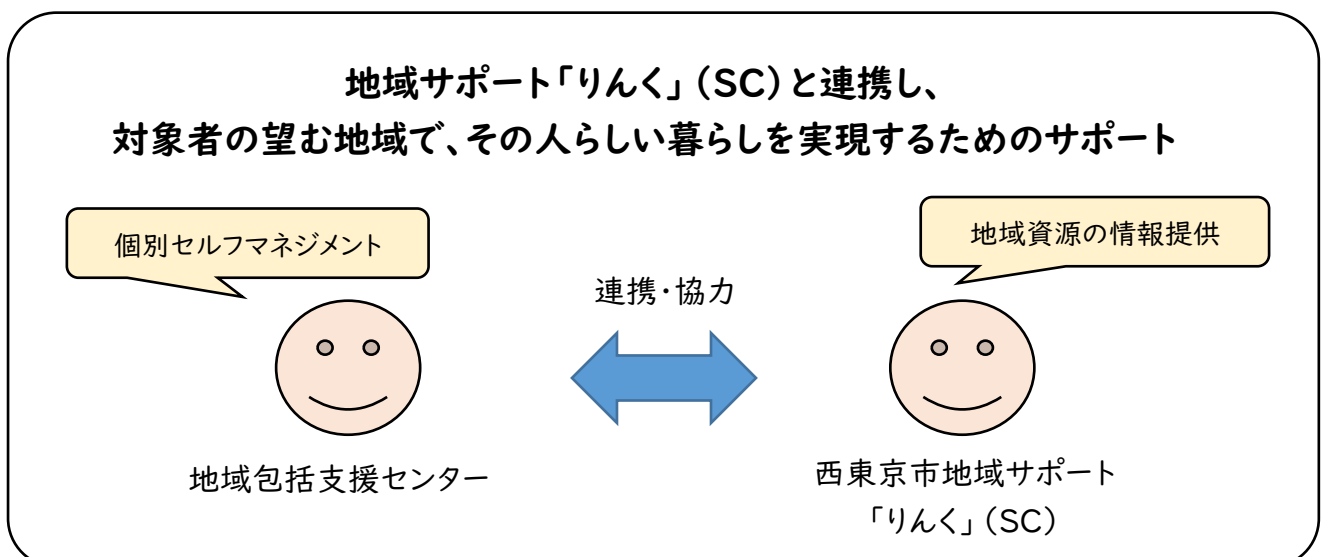 地域サポート「りんく」（SC）と連携し、
対象者の望む地域で、その人らしい暮らしを実現するためのサポート
個別セルフマネジメント
地域資源の情報提供
連携・協力
地域包括支援センター
西東京市地域サポート
「りんく」（SC）